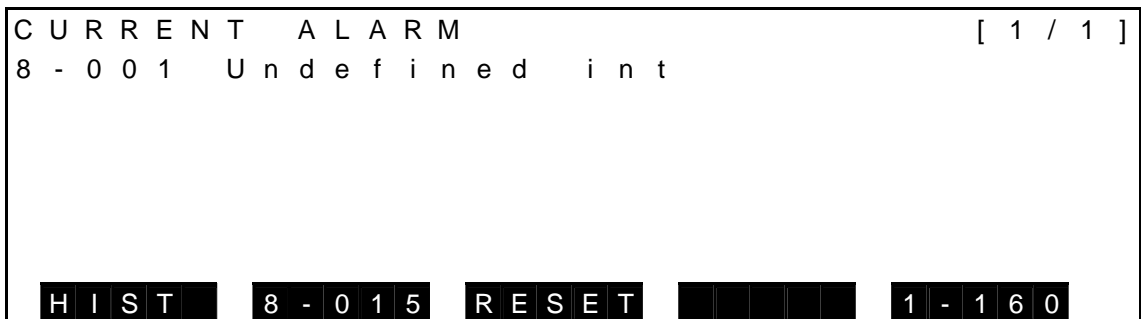 CURRENT ALARM [1/1]
8-001 Undefined int
HIST 8-015 RESET 1-160